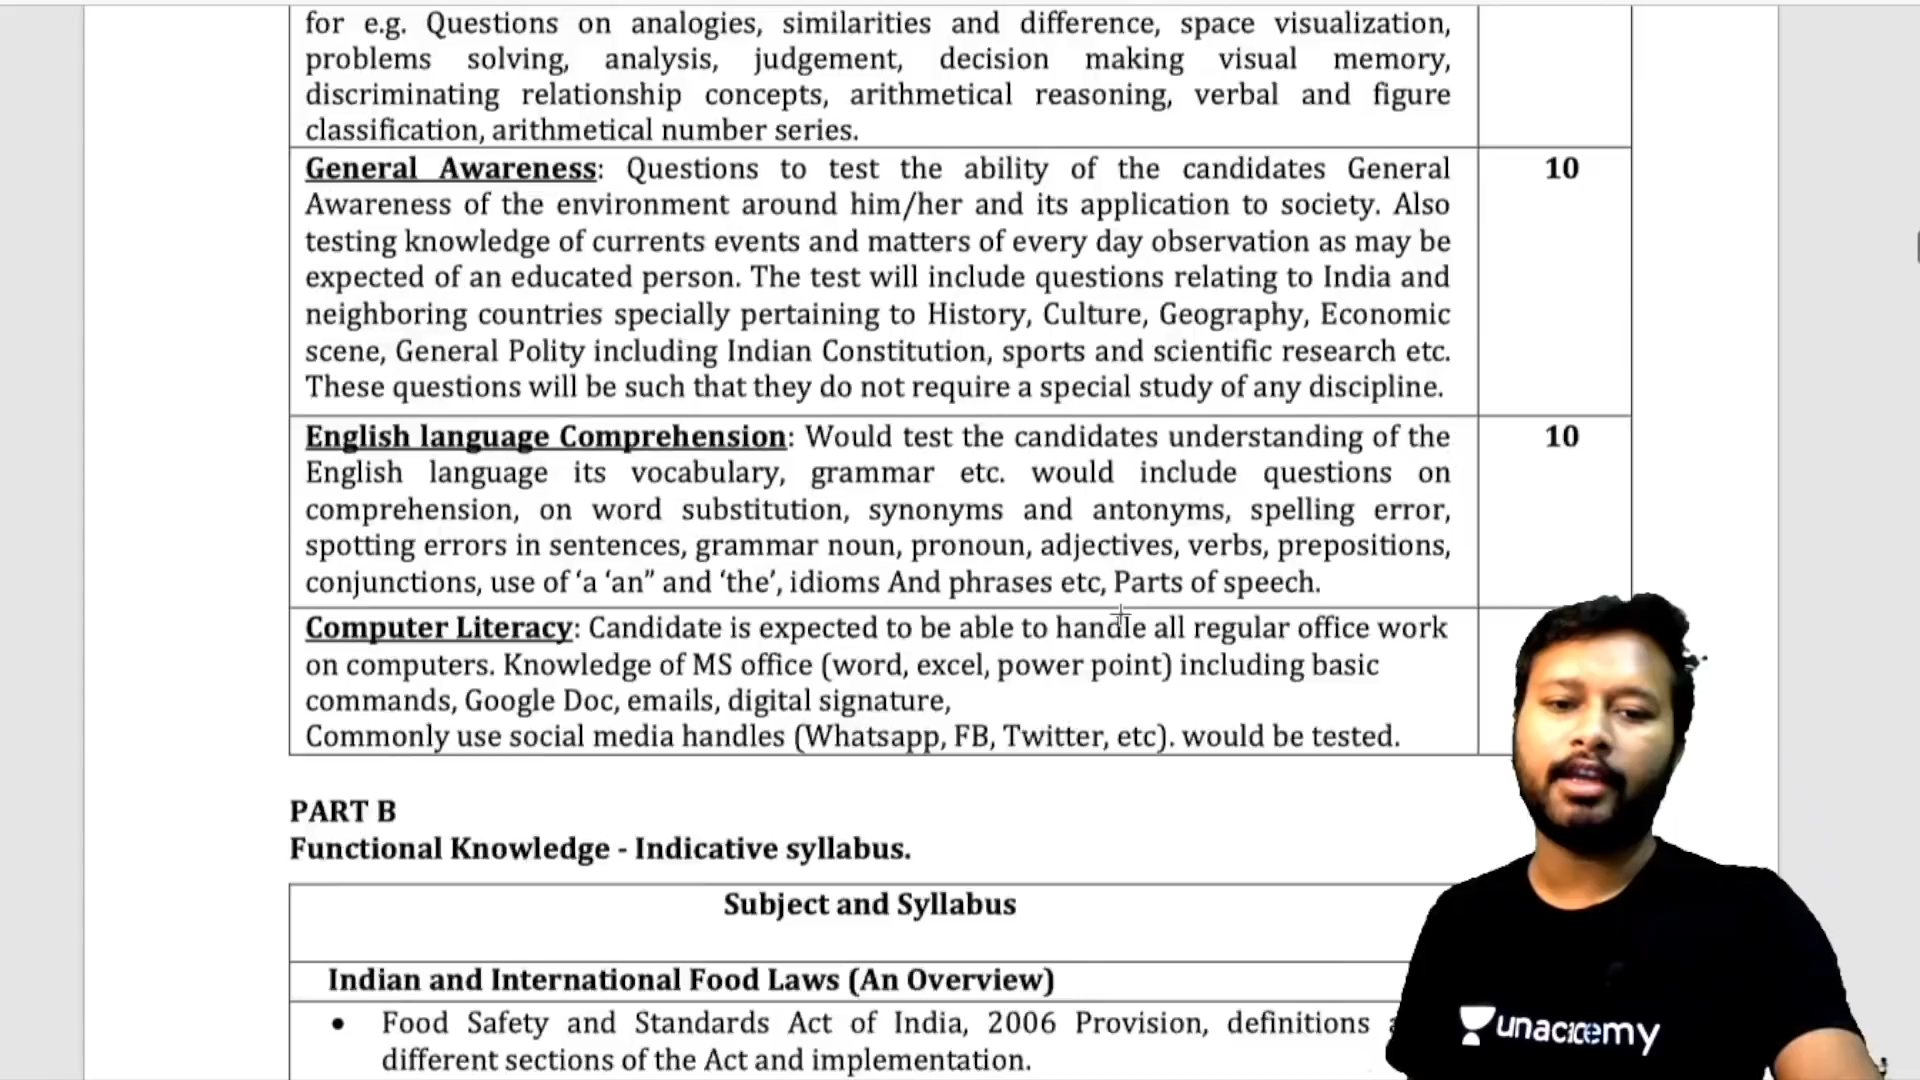 for e.g. Questions on analogies, similarities and difference, space visualization,
problems solving, analysis, judgement, decision making visual memory,
discriminating relationship concepts, arithmetical reasoning, verbal and figure
classification, arithmetical number series.
General Awareness: Questions to test the ability of the candidates General
Awareness of the environment around him/her and its application to society. Also
testing knowledge of currents events and matters of every day observation as may be
expected of an educated person. The test will include questions relating to India and
neighboring countries specially pertaining to History, Culture, Geography, Economic
scene, General Polity including Indian Constitution, sports and scientific research etc.
These questions will be such that they do not require a special study of any discipline.
10
English language Comprehension: Would test the candidates understanding of the
English language its vocabulary, grammar etc. would include questions on
comprehension, on word substitution, synonyms and antonyms, spelling error,
spotting errors in sentences, grammar noun, pronoun, adjectives, verbs, prepositions,
conjunctions, use of ‘a ‘an” and ‘the’, idioms And phrases etc, Parts of speech.
10
Computer Literacy: Candidate is expected to be able to handle all regular office work
on computers. Knowledge of MS office (word, excel, power point) including basic
commands, Google Doc, emails, digital signature,
Commonly use social media handles (Whatsapp, FB, Twitter, etc). would be tested.
PART B
Functional Knowledge - Indicative syllabus.
Subject and Syllabus
Indian and International Food Laws (An Overview)
• Food Safety and Standards Act of India, 2006 Provision, definitions
different sections of the Act and implementation.
unacademy